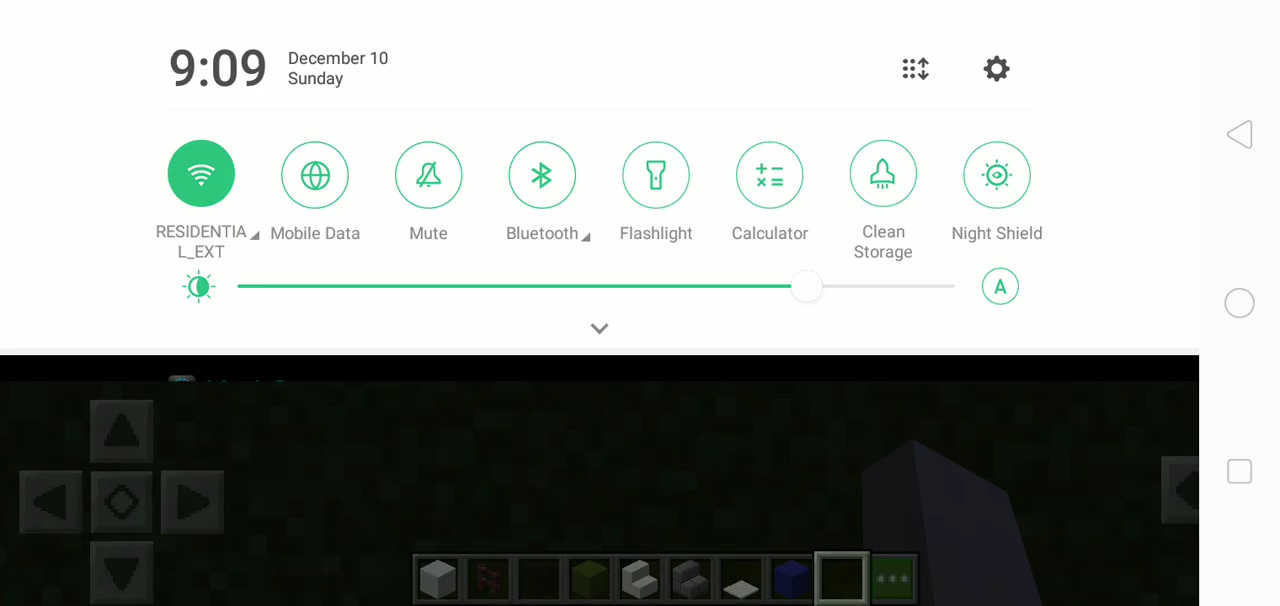 9:09
December 10
Sunday
RESIDENTIA
L_EXT
Mobile Data
Mute
Bluetooth
Flashlight
Calculator
Clean
Storage
Night Shield
A